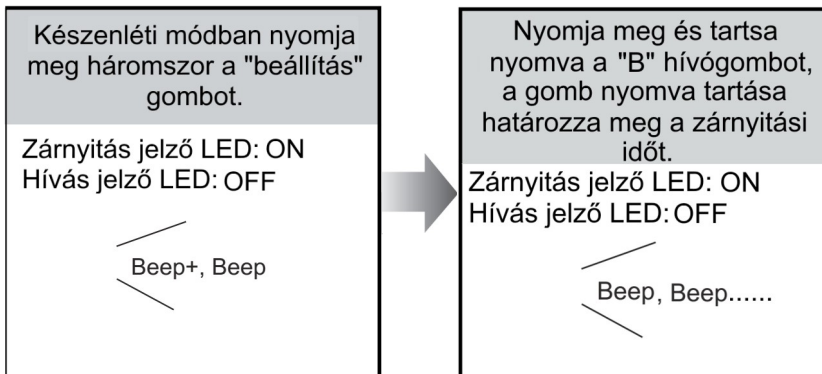 Készenléti módban nyomja
meg háromszor a "beállítás"
gombot.
Zárnyitás jelző LED: ON
Hívás jelző LED: OFF
Beep+, Beep
Nyomja meg és tartsa
nyomva a "B" hívógombot,
a gomb nyomva tartása
határozza meg a zárnyitási
időt.
Zárnyitás jelző LED: ON
Hívás jelző LED: OFF
Beep, Beep......